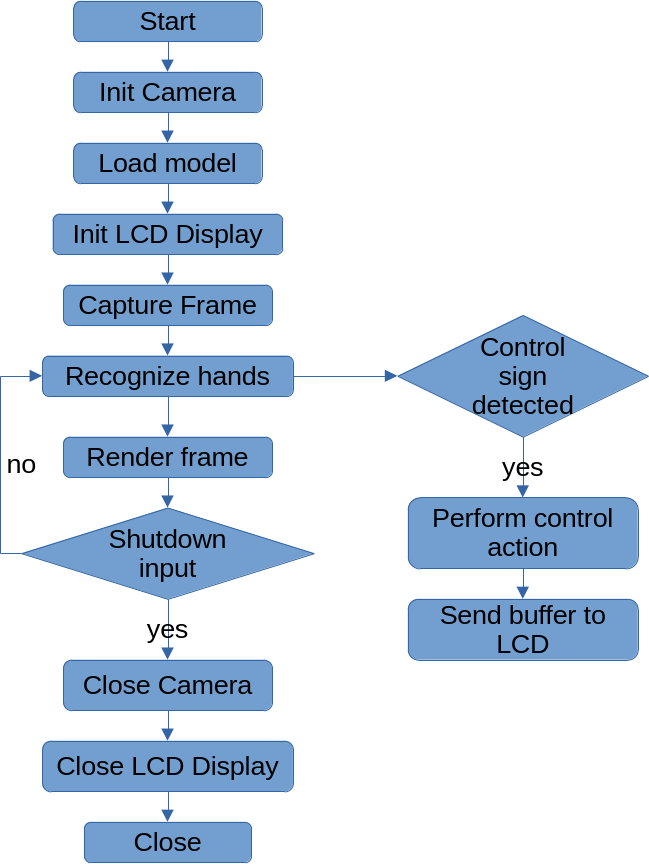 Start
Init Camera
Load model
Init LCD Display
Capture Frame
Recognize hands
no
Render frame
Shutdown
input
yes
Close Camera
Close LCD Display
Close
Control
sign
detected
yes
Perform control
action
Send buffer to
LCD